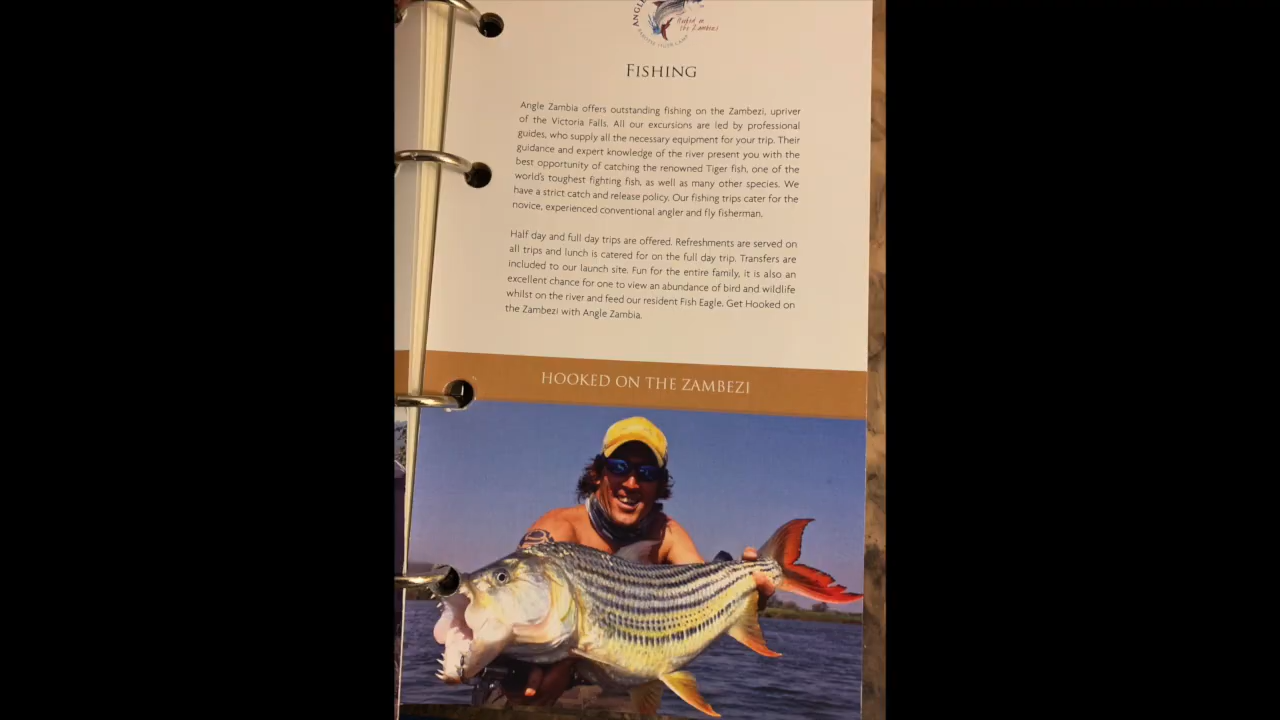 ANGLE
Hooked on
the Zambezi
FISHING
Angle Zambia offers outstanding fishing on the Zambezi, upriver
of the Victoria Falls. All our excursions are led by professional
guides, who supply all the necessary equipment for your trip. Their
guidance and expert knowledge of the river present you with the
best opportunity of catching the renowned Tiger fish, one of the
world's toughest fighting fish, as well as many other species. We
have a strict catch and release policy. Our fishing trips cater for the
novice, experienced conventional angler and fly fisherman.
Half day and full day trips are offered. Refreshments are served on
all trips and lunch is catered for on the full day trip. Transfers are
included to our launch site. Fun for the entire family, it is also an
excellent chance for one to view an abundance of bird and wildlife
whilst on the river and feed our resident Fish Eagle. Get Hooked on
the Zambezi with Angle Zambia.
HOOKED ON THE ZAMBEZI